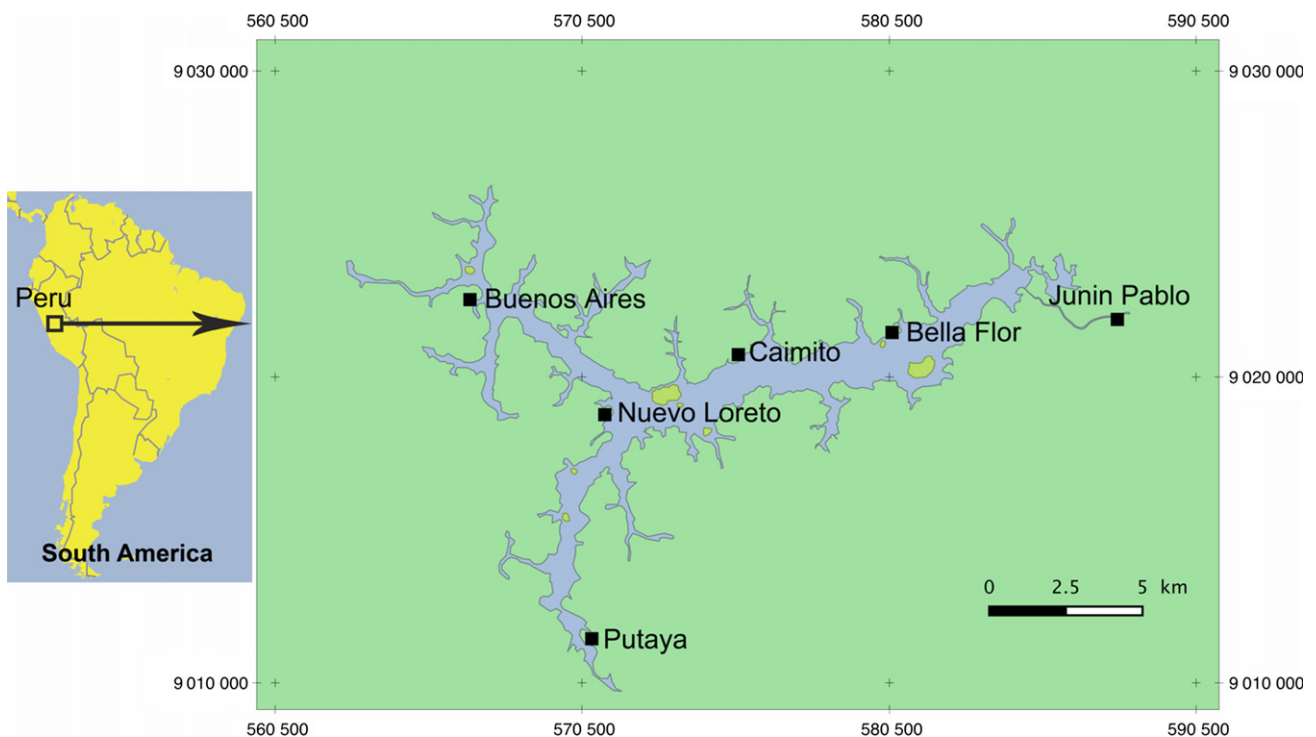 560 500
570 500
580 500
590 500
9 030 000
9 030 000
Peru
Buenos Aires
Junin Pablo
Bella Flor
Caimito
9 020 000
9 020 000
Nuevo Loreto
South America
0 2.5 5 km
Putaya
9 010 000
9 010 000
560 500
570 500
580 500
590 500